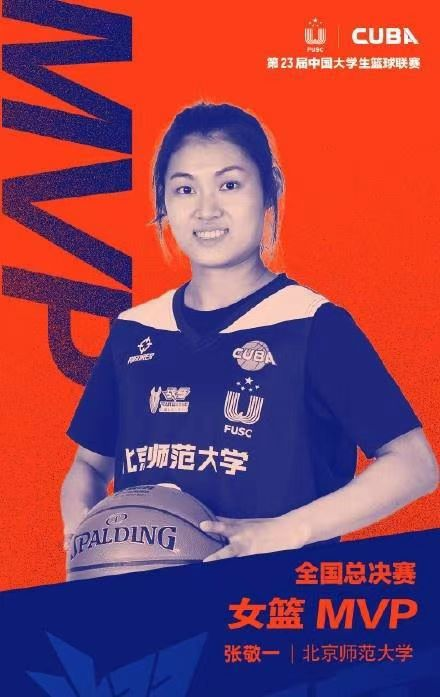 FUSC
CUBA
第23届中国大学生篮球联赛
MVP
RIGORER
CUBA
FUSC
北京师范大学
SPALDING
全国总决赛
女篮 MVP
张敬一 | 北京师范大学